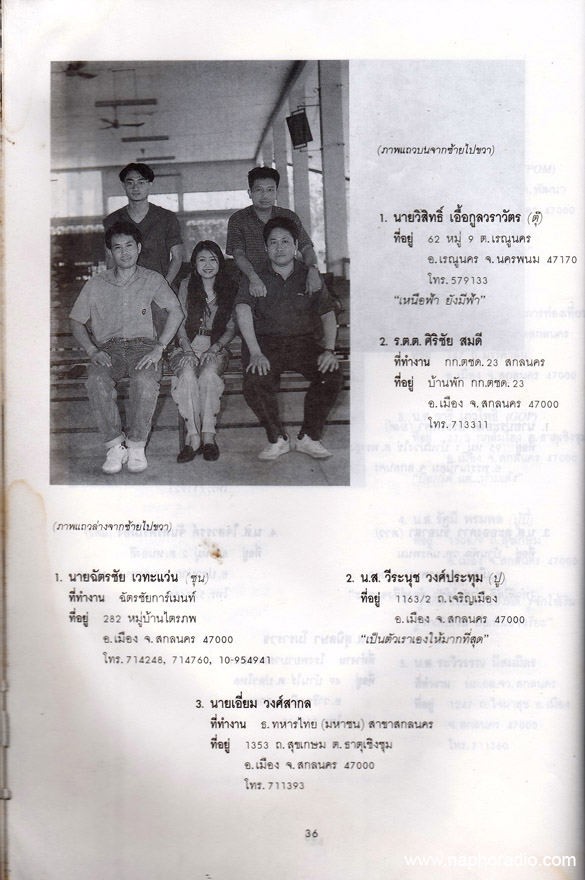 (ภาพแถวบนจากซ้ายไปขวา)
1. นายวิสิทธิ์ เอื้อกูลวราวัตร (ตุ๊)
ที่อยู่ 62 หมู่ 9 ต.เรณูนคร
อ.เรณูนคร จ.นครพนม 47170
โทร. 579133
“เหนือฟ้า ยังมีฟ้า”
2. ร.ต.ต. ศิริชัย สมดี
ที่ทำงาน กก.ตชด. 23 สกลนคร
ที่อยู่ บ้านพัก กก.ตชด. 23
อ.เมือง จ.สกลนคร 47000
โทร. 713311
(ภาพแถวล่างจากซ้ายไปขวา)
1. นายฉัตรชัย เวทะแว่น (ซุน)
ที่ทำงาน ฉัตรชัยการ์เมนท์
ที่อยู่ 282 หมู่บ้านไตรภพ
อ.เมือง จ.สกลนคร 47000
โทร. 714248, 714760, 10-954941
2. น.ส. วีระนุช วงศ์ประทุม (ปู)
ที่อยู่ 1163/2 ถ.เจริญเมือง
อ.เมือง จ.สกลนคร 47000
“เป็นตัวเราเองให้มากที่สุด”
3. นายเอี่ยม วงศ์สากล
ที่ทำงาน ธ.ทหารไทย (มหาชน) สาขาสกลนคร
ที่อยู่ 1353 ถ.สุขเกษม ต.ธาตุเชิงชุม
อ.เมือง จ.สกลนคร 47000
โทร. 711393
36
www.naphoradio.com